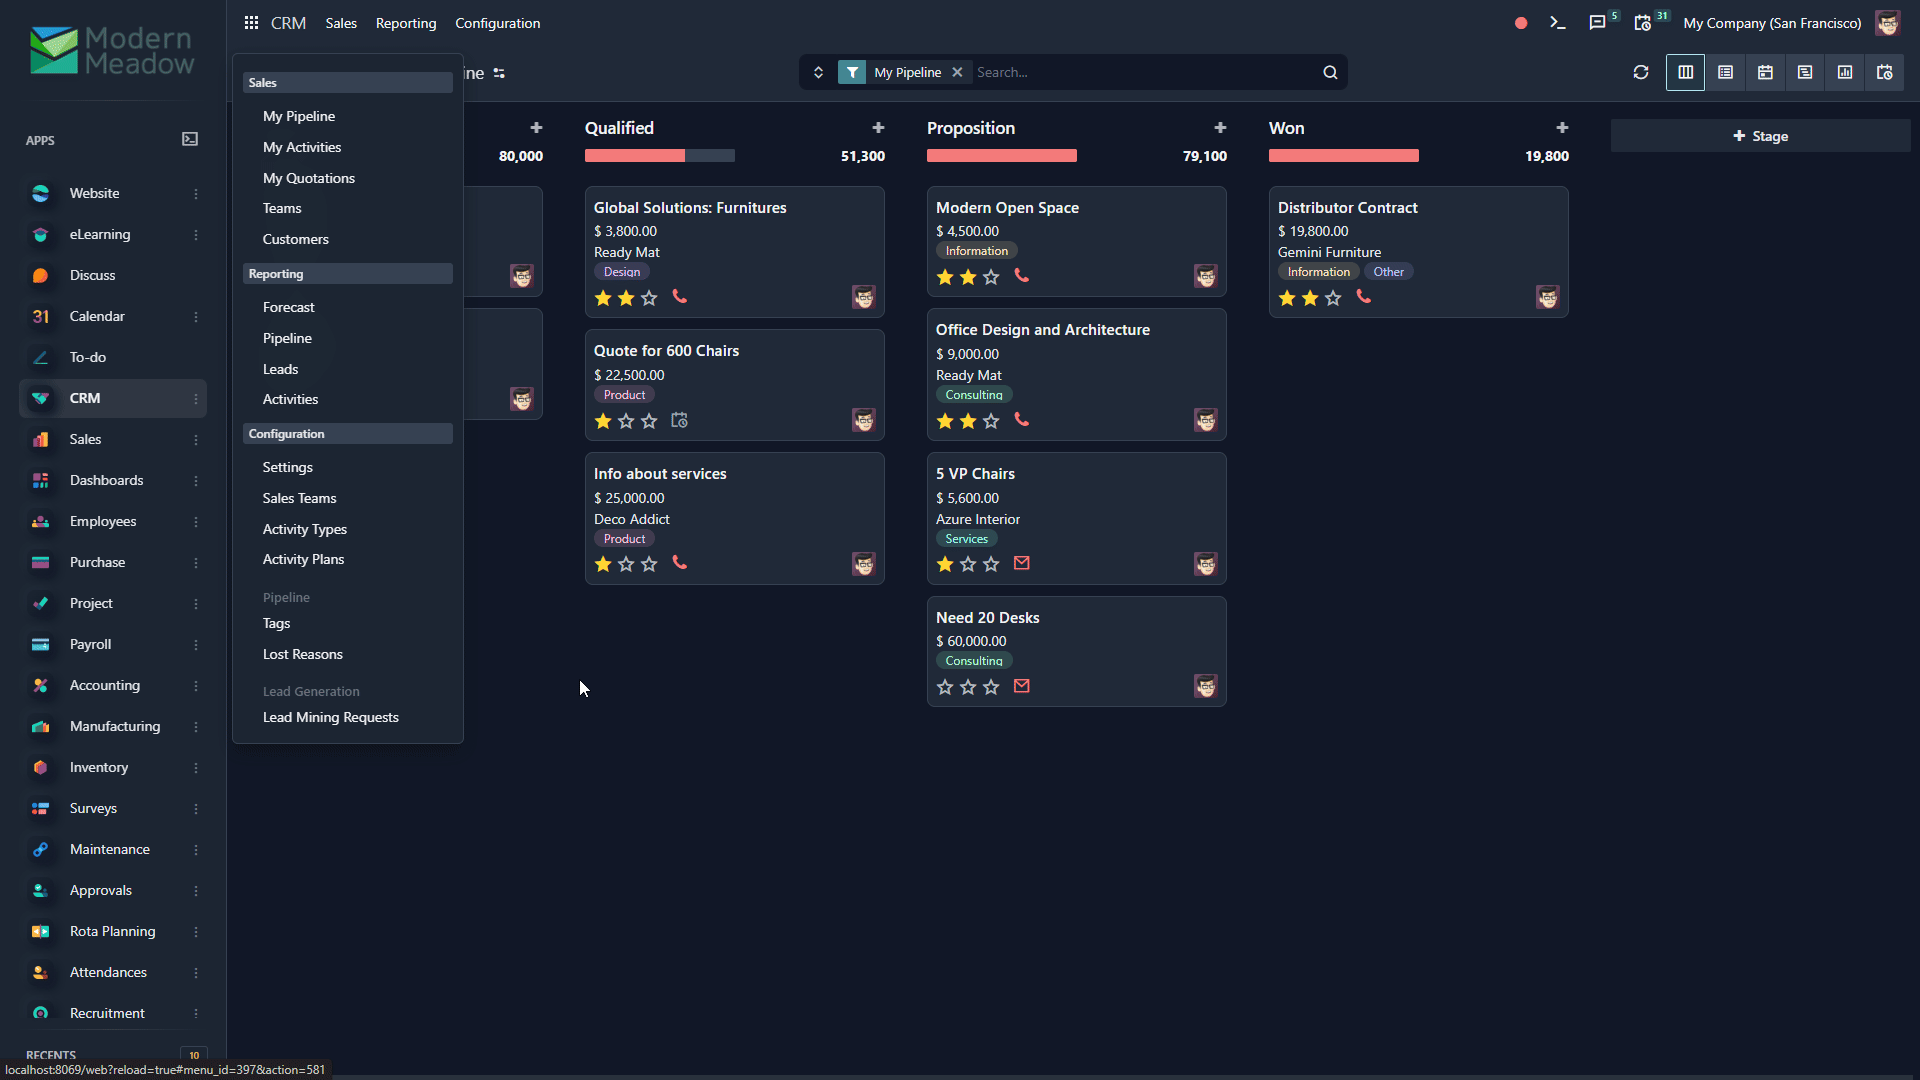 Modern
Meadow
CRM
Sales
Reporting
Configuration
5
31
My Company (San Francisco)
ine
My Pipeline
Search...
APPS
Website
eLearning
Discuss
31
Calendar
To-do
CRM
Sales
Dashboards
Employees
Purchase
Project
Payroll
Accounting
Manufacturing
Inventory
Surveys
Maintenance
Approvals
Rota Planning
Attendances
Recruitment
RECENTS
10
localhost:8069/web?reload=true#menu_id=397&action=581
Sales
My Pipeline
My Activities
My Quotations
Teams
Customers
Reporting
Forecast
Pipeline
Leads
Activities
Configuration
Settings
Sales Teams
Activity Types
Activity Plans
Pipeline
Tags
Lost Reasons
Lead Generation
Lead Mining Requests
80,000
Qualified
51,300
Global Solutions: Furnitures
$ 3,800.00
Ready Mat
Design
Quote for 600 Chairs
$ 22,500.00
Product
Info about services
$ 25,000.00
Deco Addict
Product
Proposition
79,100
Modern Open Space
$ 4,500.00
Information
Office Design and Architecture
$ 9,000.00
Ready Mat
Consulting
5 VP Chairs
$ 5,600.00
Azure Interior
Services
Need 20 Desks
$ 60,000.00
Consulting
Won
19,800
Distributor Contract
$ 19,800.00
Gemini Furniture
Information
Other
Stage